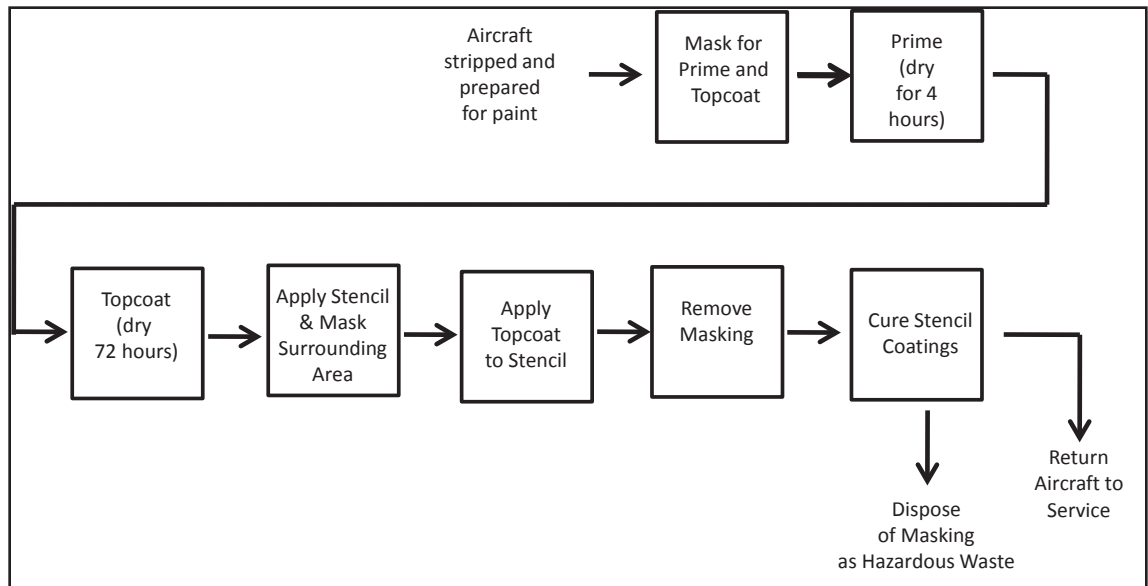 Aircraft
stripped and
prepared
for paint
Mask for
Prime and
Topcoat
Prime
(dry
for 4
hours)
Topcoat
(dry
72 hours)
Apply Stencil
& Mask
Surrounding
Area
Apply
Topcoat
to Stencil
Remove
Masking
Cure Stencil
Coatings
Return
Aircraft to
Service
Dispose
of Masking
as Hazardous Waste